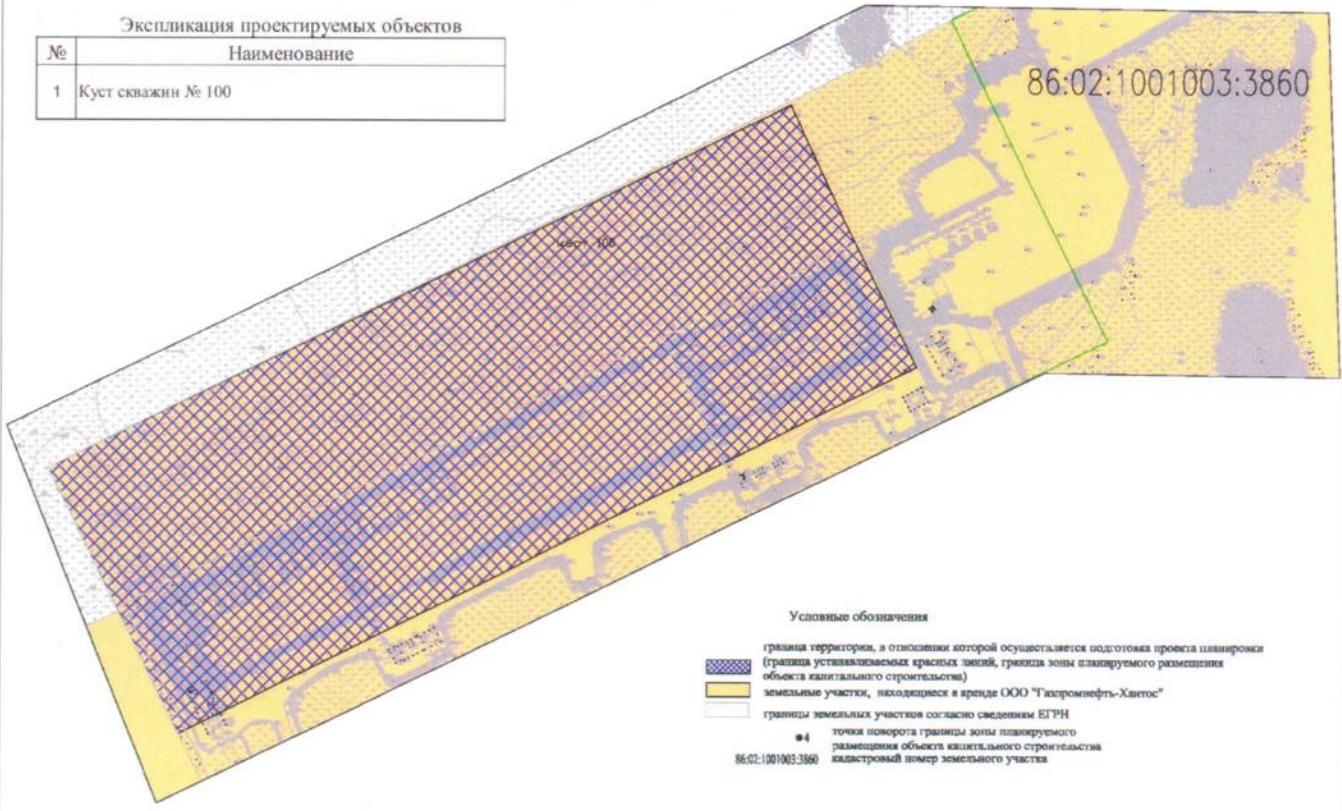 Экспликация проектируемых объектов
№ Наименование
1 Куст скважин № 100
86:02:1001003:3860
Условные обозначения
граница территории, в отношении которой осуществляется подготовка проекта планировки
(граница устанавливаемых красных линий, граница зоны планируемого размещения
объекта капитального строительства)
земельные участки, находящиеся в аренде ООО "Газпромнефть-Хантос"
границы земельных участков согласно сведениям ЕГРН
4 точки поворота границы зоны планируемого
размещения объекта капитального строительства
86:02:1001003:3860 кадастровый номер земельного участка